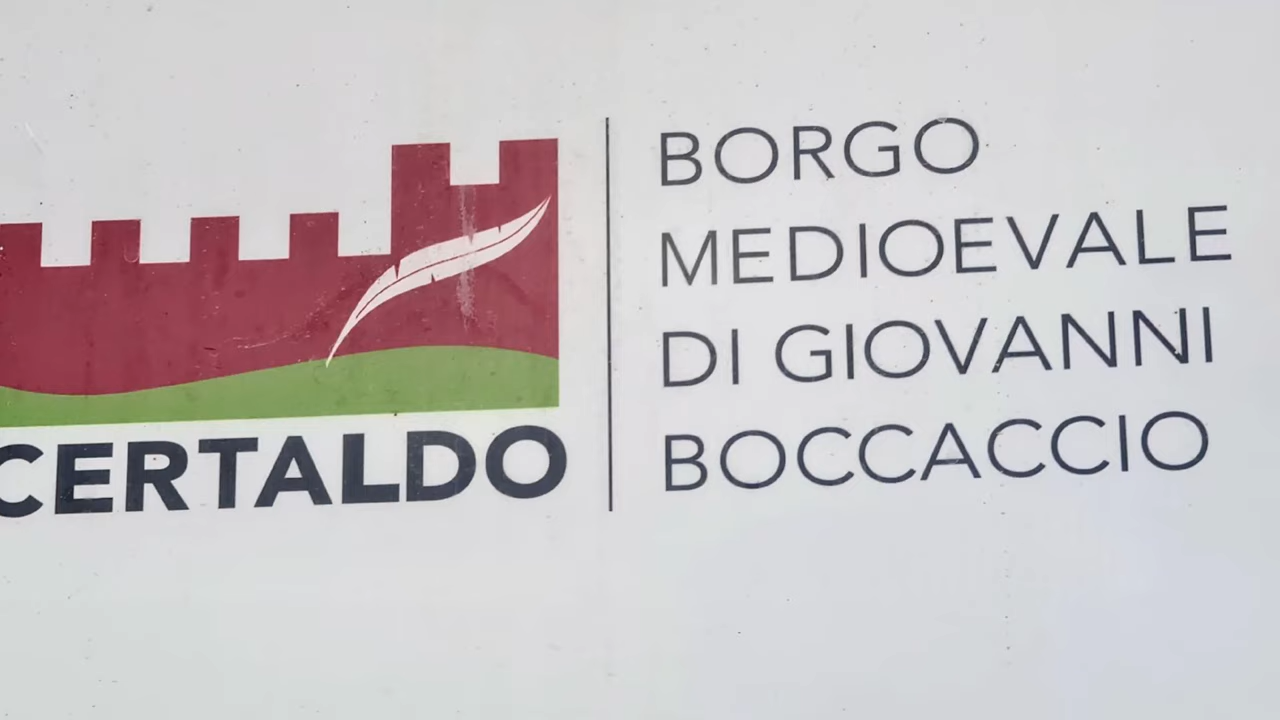 CERTALDO
BORGO
MEDIOEVALE
DI GIOVANNI
BOCCACCIO